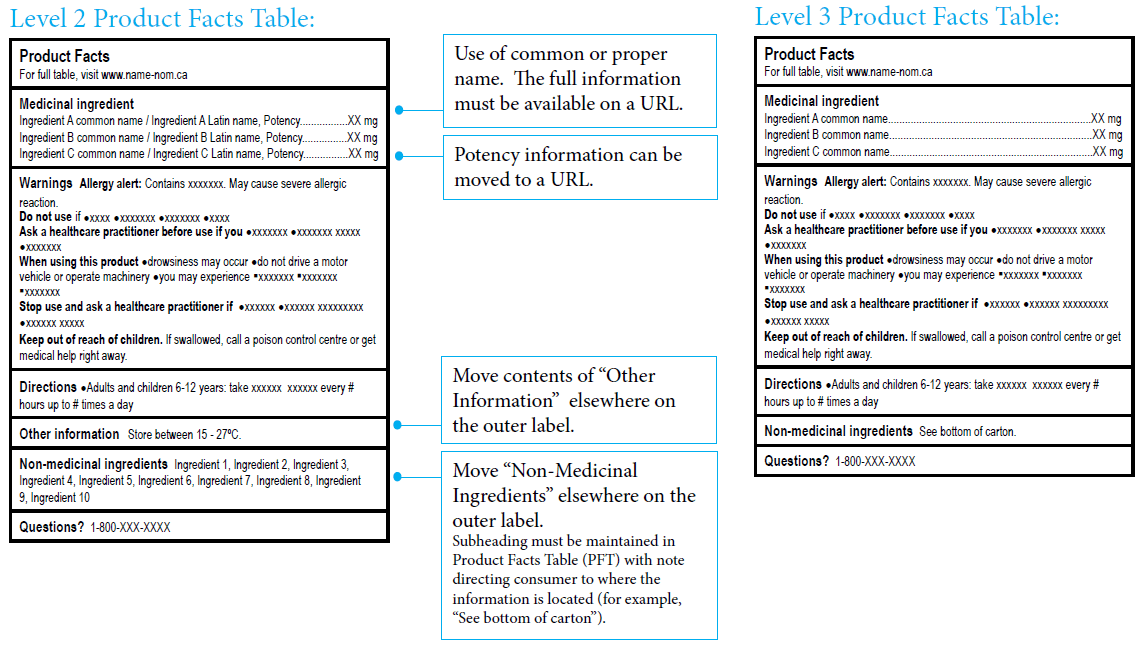 Level 2 Product Facts Table:
Product Facts
For full table, visit www.name-nom.ca
Medicinal ingredient
Ingredient A common name / Ingredient A Latin name, Potency................XX mg
Ingredient B common name / Ingredient B Latin name, Potency...............XX mg
Ingredient C common name / Ingredient C Latin name, Potency...............XX mg
Warnings Allergy alert: Contains xxxxxxx. May cause severe allergic
reaction.
Do not use if ●xxxx ●xxxxxxx ●xxxxxxx ●xxxx
Ask a healthcare practitioner before use if you ●xxxxxxx ●xxxxxxx xxxxx
●xxxxxxx
When using this product ●drowsiness may occur ●do not drive a motor
vehicle or operate machinery ●you may experience ▪xxxxxxx ▪xxxxxxx
▪xxxxxxx
Stop use and ask a healthcare practitioner if ●xxxxxx ●xxxxxx xxxxxxxxx
●xxxxxx xxxxx
Keep out of reach of children. If swallowed, call a poison control centre or get
medical help right away.
Directions ●Adults and children 6-12 years: take xxxxxx xxxxxx every #
hours up to # times a day
Other information Store between 15 - 27ºC.
Non-medicinal ingredients Ingredient 1, Ingredient 2, Ingredient 3,
Ingredient 4, Ingredient 5, Ingredient 6, Ingredient 7, Ingredient 8, Ingredient
9, Ingredient 10
Questions? 1-800-XXX-XXXX
Use of common or proper
name. The full information
must be available on a URL.
Potency information can be
moved to a URL.
Move contents of “Other
Information” elsewhere on
the outer label.
Move “Non-Medicinal
Ingredients” elsewhere on the
outer label.
Subheading must be maintained in
Product Facts Table (PFT) with note
directing consumer to where the
information is located (for example,
“See bottom of carton”).
Level 3 Product Facts Table:
Product Facts
For full table, visit www.name-nom.ca
Medicinal ingredient
Ingredient A common name....................................................................XX mg
Ingredient B common name....................................................................XX mg
Ingredient C common name....................................................................XX mg
Warnings Allergy alert: Contains xxxxxxx. May cause severe allergic
reaction.
Do not use if ●xxxx ●xxxxxxx ●xxxxxxx ●xxxx
Ask a healthcare practitioner before use if you ●xxxxxxx ●xxxxxxx xxxxx
●xxxxxxx
When using this product ●drowsiness may occur ●do not drive a motor
vehicle or operate machinery ●you may experience ▪xxxxxxx ▪xxxxxxx
▪xxxxxxx
Stop use and ask a healthcare practitioner if ●xxxxxx ●xxxxxx xxxxxxxxx
●xxxxxx xxxxx
Keep out of reach of children. If swallowed, call a poison control centre or get
medical help right away.
Directions ●Adults and children 6-12 years: take xxxxxx xxxxxx every #
hours up to # times a day
Non-medicinal ingredients See bottom of carton.
Questions? 1-800-XXX-XXXX